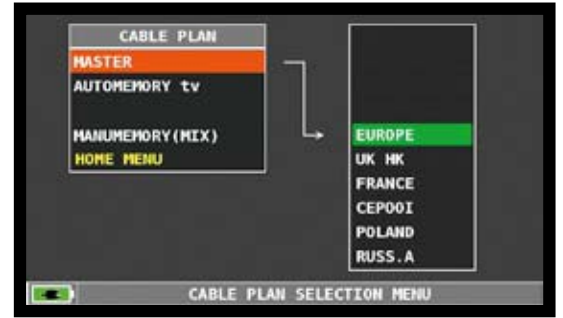 CABLE PLAN
MASTER
AUTOMEMORY tv
MANUMEMORY(MIX)
HOME MENU
EUROPE
UK HK
FRANCE
CEPOOI
POLAND
RUSS.A
CABLE PLAN SELECTION MENU